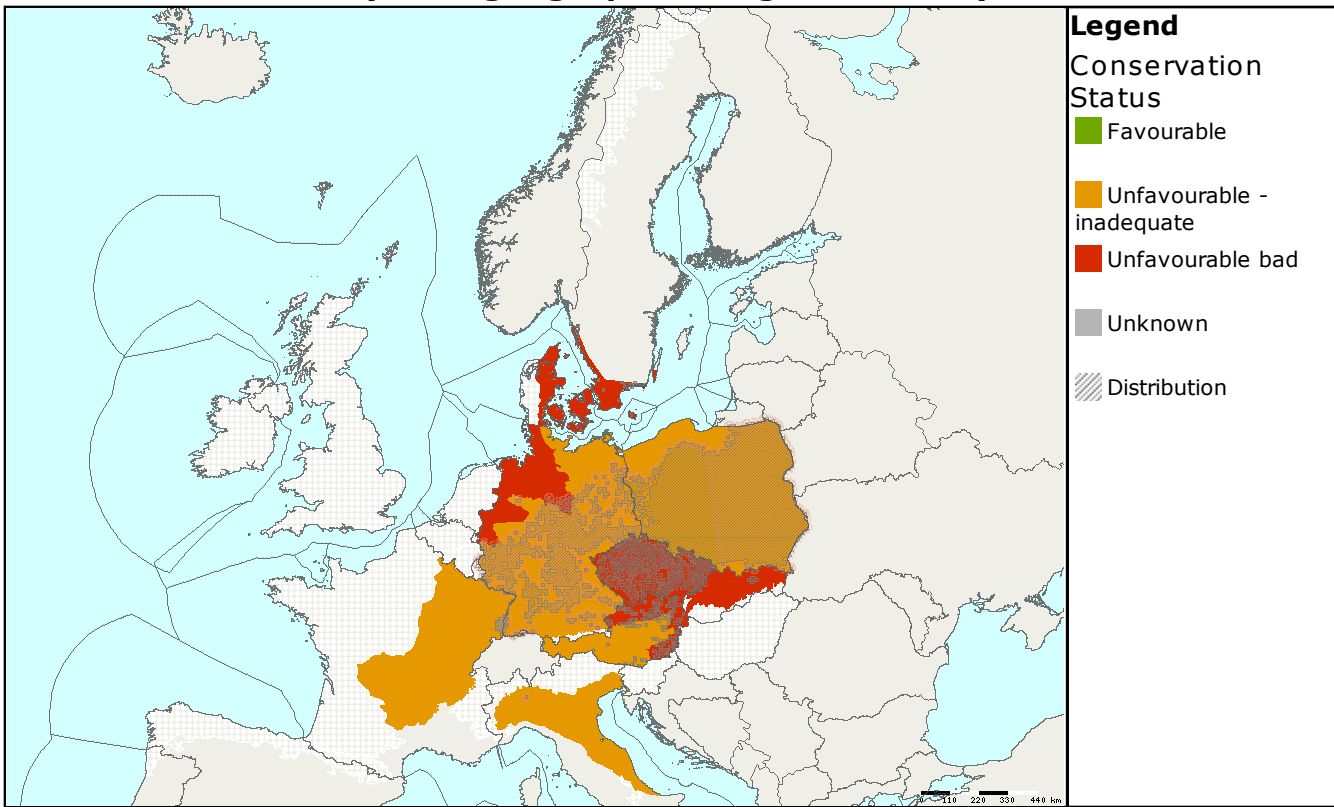 Legend
Conservation
Status
Favourable
Unfavourable -
inadequate
Unfavourable bad
Unknown
Distribution
0 110 220 330 440 km